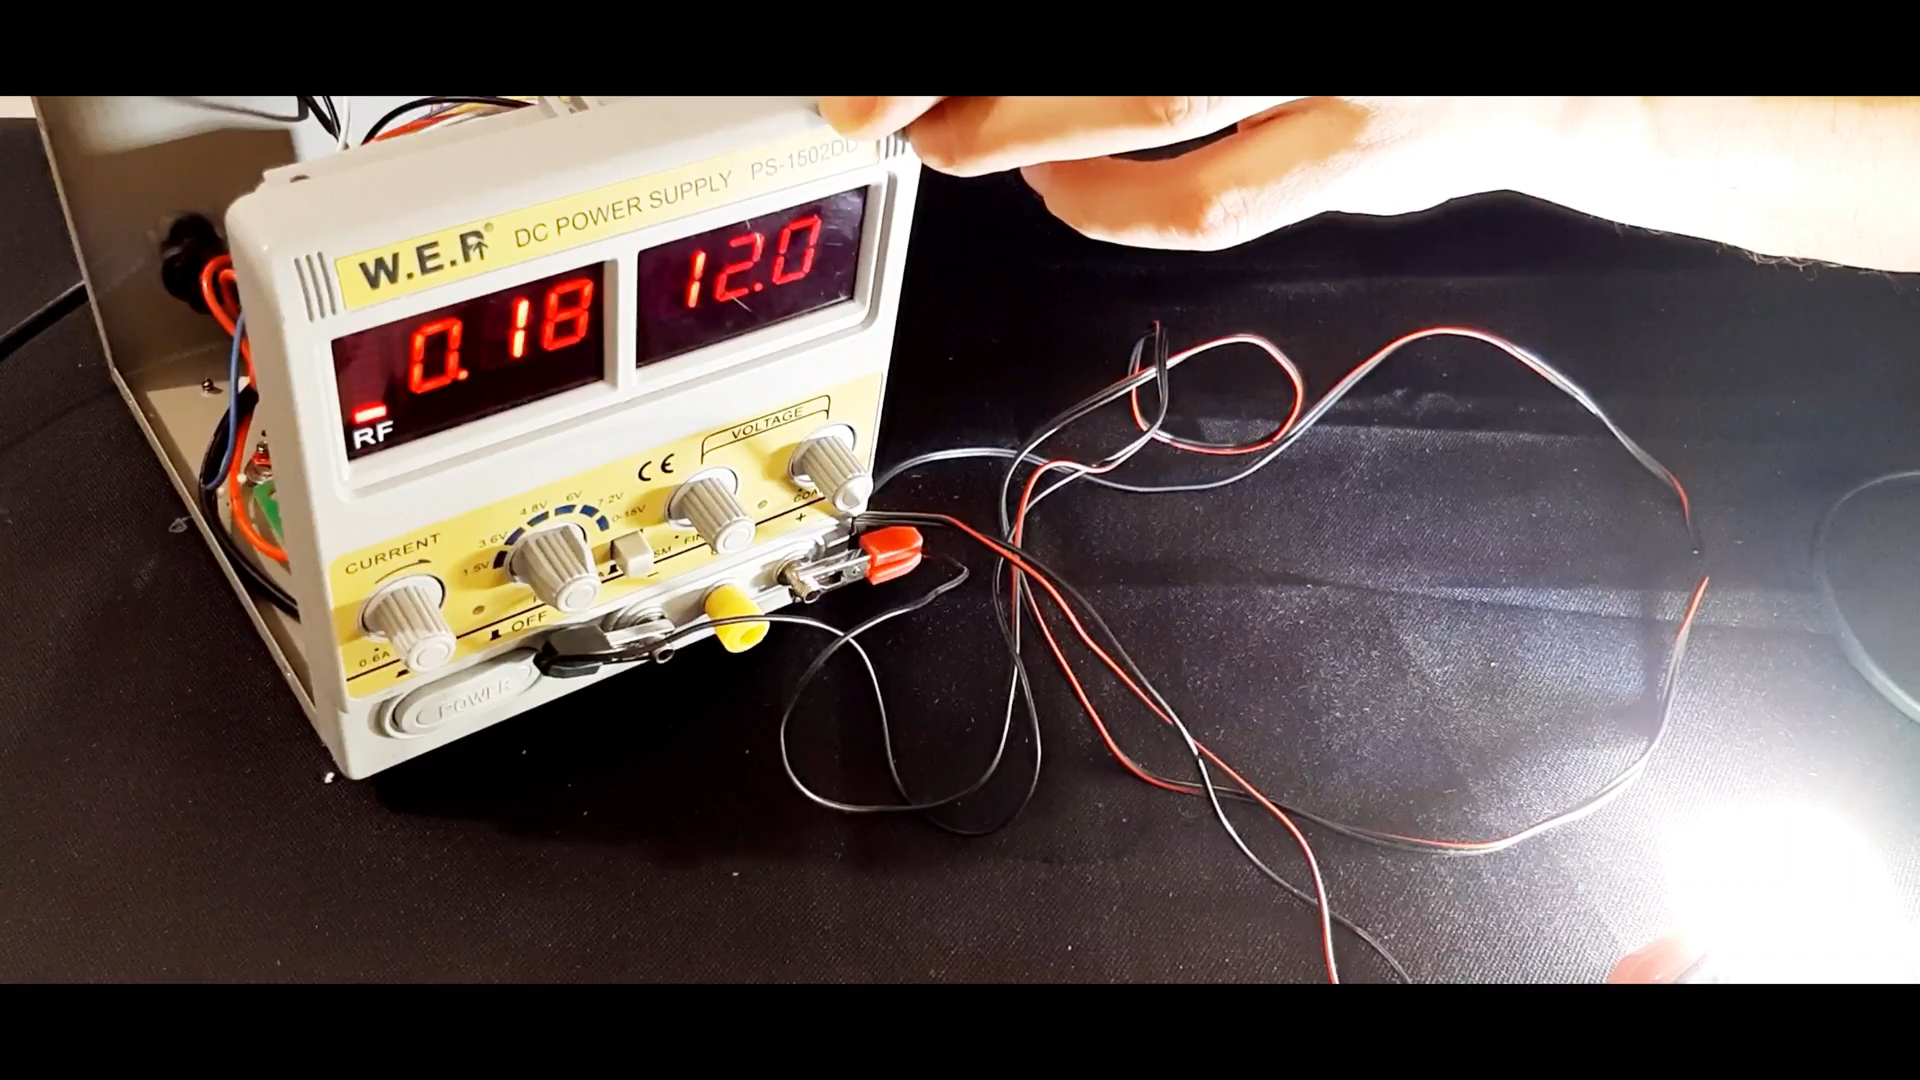 W.E.P
DC POWER SUPPLY
PS-1502DD
0.18
12.0
RF
VOLTAGE
CE
CURRENT
1.5V
3.6V
4.8V
6V
7.2V
0-15V
+
OFF
0.6A
POWER